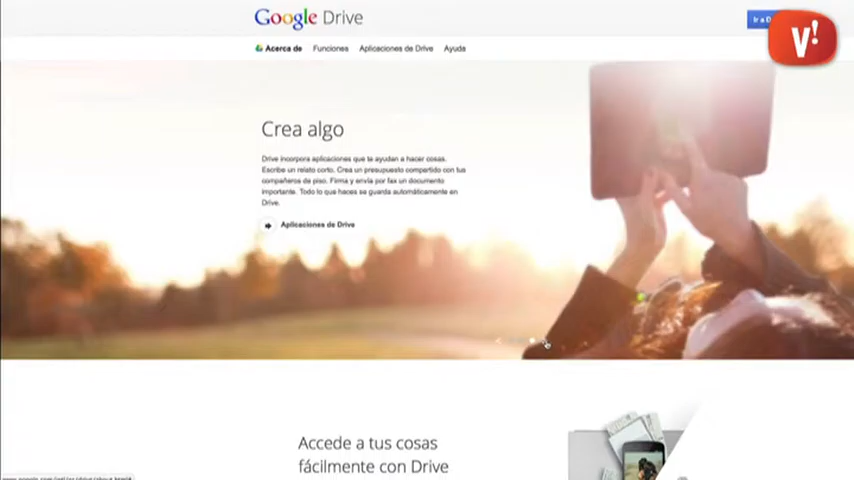 Google Drive
Ir a D
V!
Acerca de Funciones Aplicaciones de Drive Ayuda
Crea algo
Drive incorpora aplicaciones que te ayudan a hacer cosas.
Escribe un relato corto. Crea un presupuesto compartido con tus
compañeros de piso. Firma y envía por fax un documento
importante. Todo lo que haces se guarda automáticamente en
Drive.
Aplicaciones de Drive
Accede a tus cosas
fácilmente con Drive